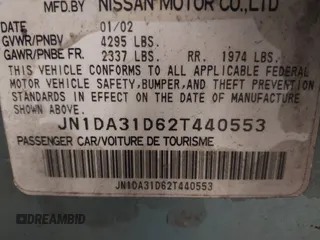 MFD. BY NISSAN MOTOR CO.,LTD
DATE 01/02
GVWR/PNBV 4295 LBS.
GAWR/PNBE FR. 2337 LBS. RR. 1974 LBS.
THIS VEHICLE CONFORMS TO ALL APPLICABLE FEDERAL
MOTOR VEHICLE SAFETY,BUMPER,AND THEFT PREVENTION
STANDARDS IN EFFECT ON THE DATE OF MANUFACTURE
SHOWN ABOVE.
JN1DA31D62T440553
PASSENGER CAR/VOITURE DE TOURISME
JN1DA31D62T440553
© DREAMBID